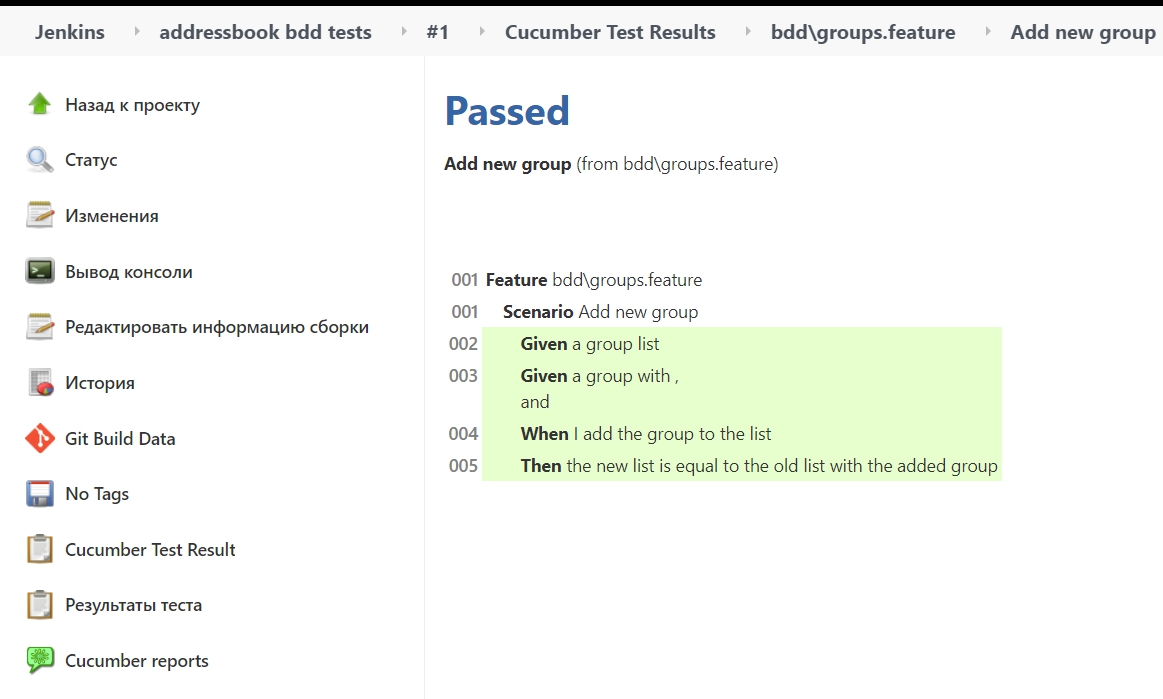 Jenkins addressbook bdd tests #1 Cucumber Test Results bdd\groups.feature Add new group
Назад к проекту
Статус
Изменения
Вывод консоли
Редактировать информацию сборки
История
Git Build Data
No Tags
Cucumber Test Result
Результаты теста
Cucumber reports
Passed
Add new group (from bdd\groups.feature)
001 Feature bdd\groups.feature
001 Scenario Add new group
002 Given a group list
003 Given a group with ,
and
004 When I add the group to the list
005 Then the new list is equal to the old list with the added group